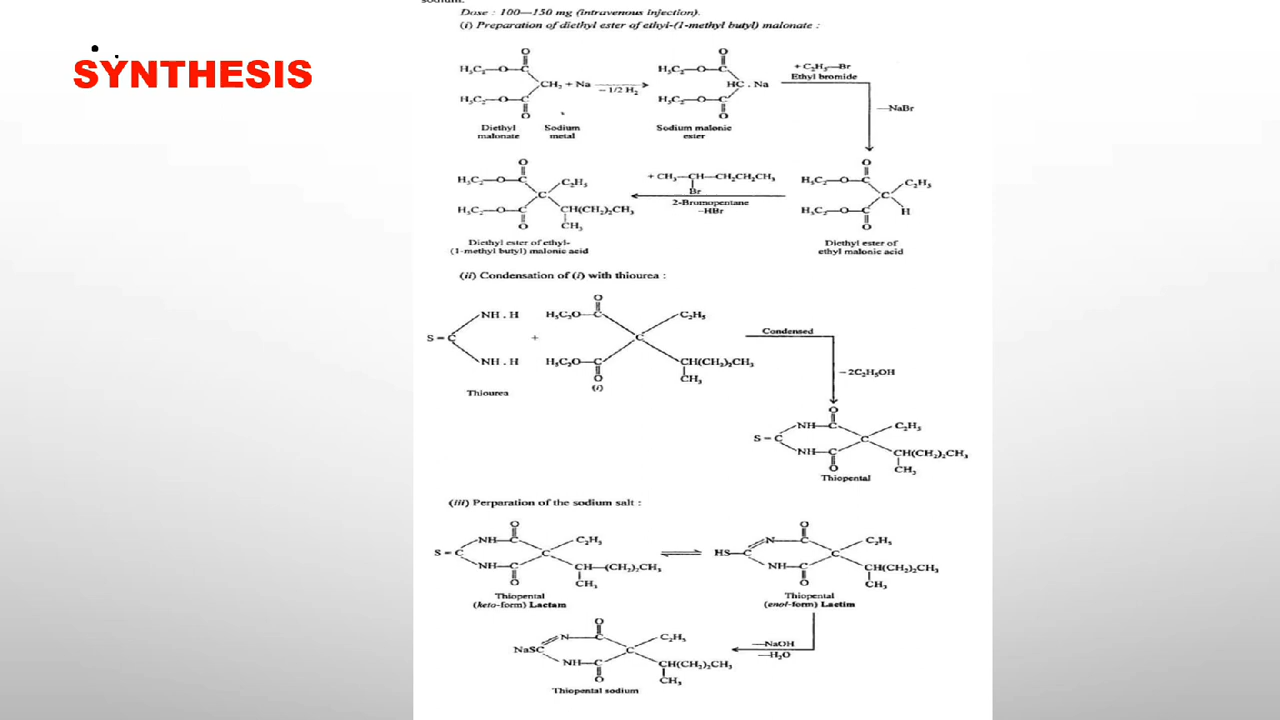 SYNTHESIS
sodium.
Dose : 100—150 mg (intravenous injection).
(i) Preparation of diethyl ester of ethyl-(1-methyl butyl) malonate :
O
H₅C₂—O—C
CH₂ + Na
H₅C₂—O—C
O
– 1/2 H₂
Diethyl malonate
Sodium metal
O
H₅C₂—O—C
HC . Na
H₅C₂—O—C
O
Sodium malonic ester
+ C₂H₅—Br
Ethyl bromide
—NaBr
O
H₅C₂—O—C
C₂H₅
C
H
H₅C₂—O—C
O
Diethyl ester of
ethyl malonic acid
+ CH₃—CH—CH₂CH₂CH₃
Br
2-Bromopentane
–HBr
O
H₅C₂—O—C
C₂H₅
C
H₅C₂—O—C
CH(CH₂)₂CH₃
O
CH₃
Diethyl ester of ethyl-
(1-methyl butyl) malonic acid
(ii) Condensation of (i) with thiourea :
NH . H
S = C
NH . H
Thiourea
+
O
H₅C₂O—C
C₂H₅
C
H₅C₂O—C
CH(CH₂)₂CH₃
O
CH₃
(i)
Condensed
– 2C₂H₅OH
O
NH—C
C₂H₅
S = C
C
NH—C
CH(CH₂)₂CH₃
O
CH₃
Thiopental
(iii) Perparation of the sodium salt :
O
NH—C
C₂H₅
S = C
C
NH—C
CH—(CH₂)₂CH₃
O
CH₃
Thiopental
(keto-form) Lactam
O
N—C
C₂H₅
HS—C
C
NH—C
CH(CH₂)₂CH₃
O
CH₃
Thiopental
(enol-form) Lactim
—NaOH
—H₂O
O
N—C
C₂H₅
NaSC
C
NH—C
CH(CH₂)₂CH₃
O
CH₃
Thiopental sodium